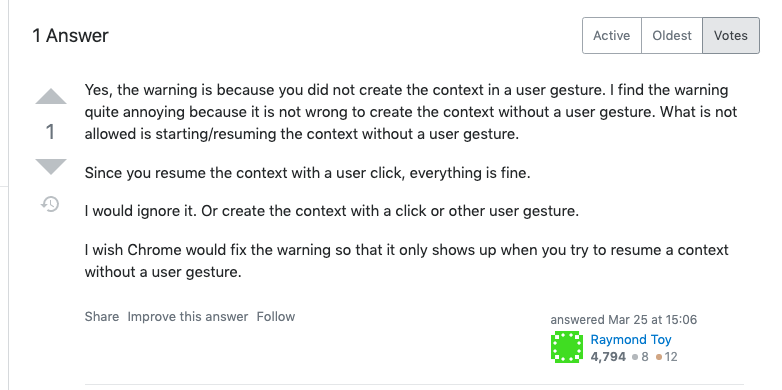 1 Answer
Active Oldest Votes
Yes, the warning is because you did not create the context in a user gesture. I find the warning
quite annoying because it is not wrong to create the context without a user gesture. What is not
allowed is starting/resuming the context without a user gesture.
1
Since you resume the context with a user click, everything is fine.
I would ignore it. Or create the context with a click or other user gesture.
I wish Chrome would fix the warning so that it only shows up when you try to resume a context
without a user gesture.
Share Improve this answer Follow
answered Mar 25 at 15:06
Raymond Toy
4,794 ● 8 ● 12